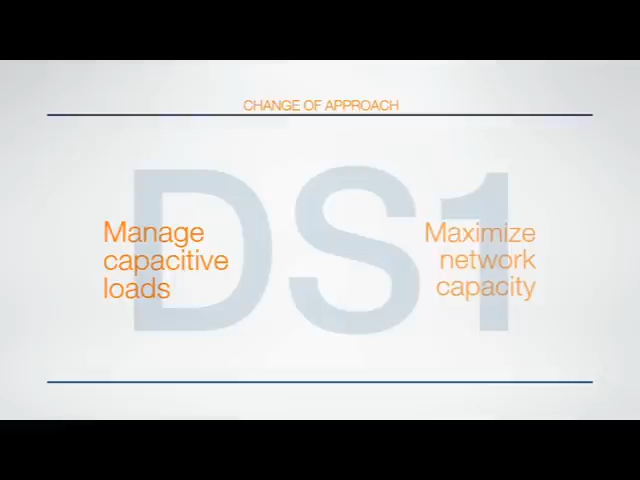 CHANGE OF APPROACH
DS1
Manage
capacitive
loads
Maximize
network
capacity